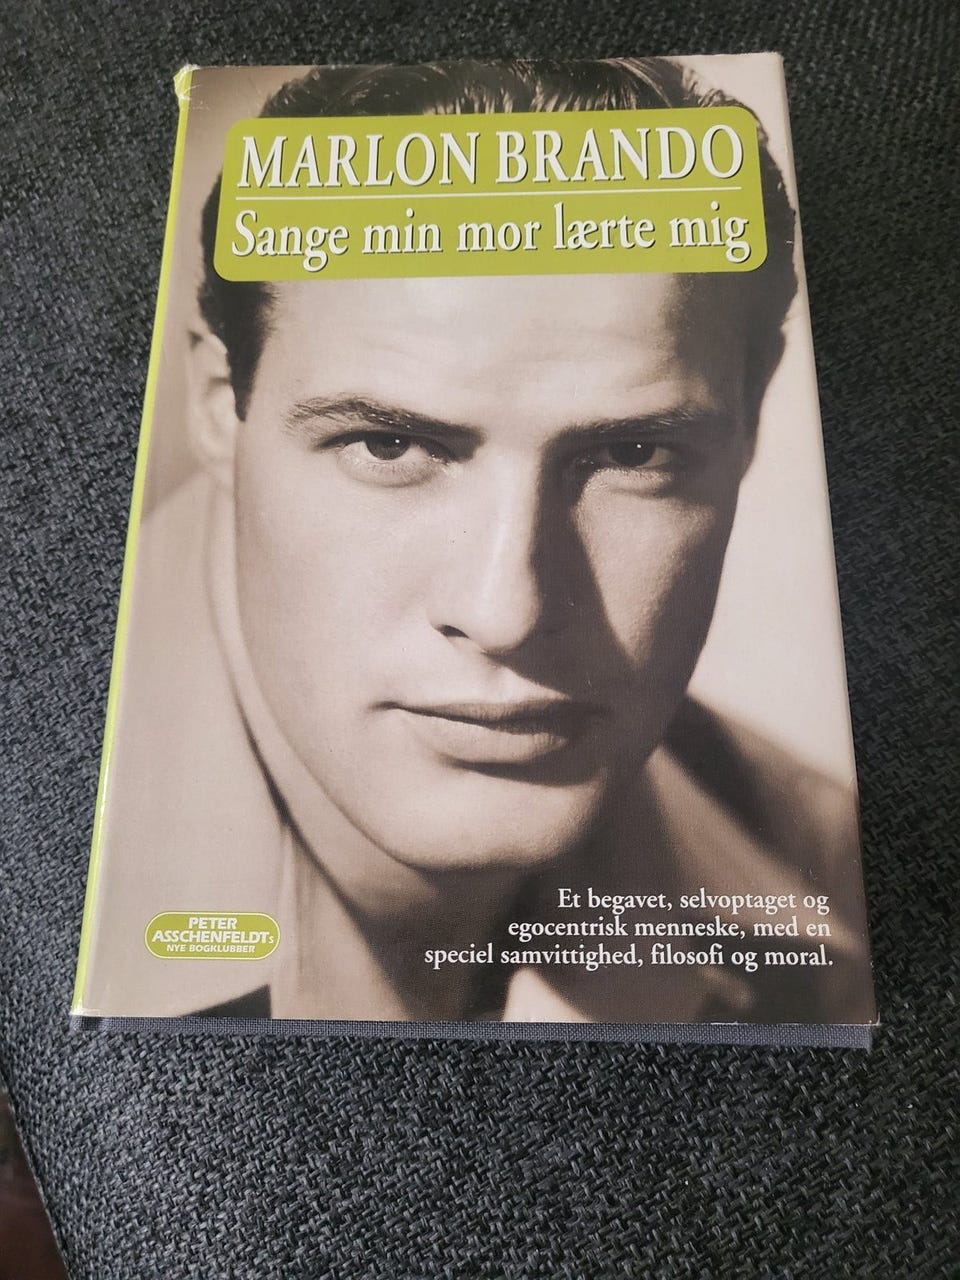 MARLON BRANDO
Sange min mor lærte mig
Et begavet, selvoptaget og
egocentrisk menneske, med en
speciel samvittighed, filosofi og moral.
PETER
ASSCHENFELDTs
NYE BOGKLUBBER